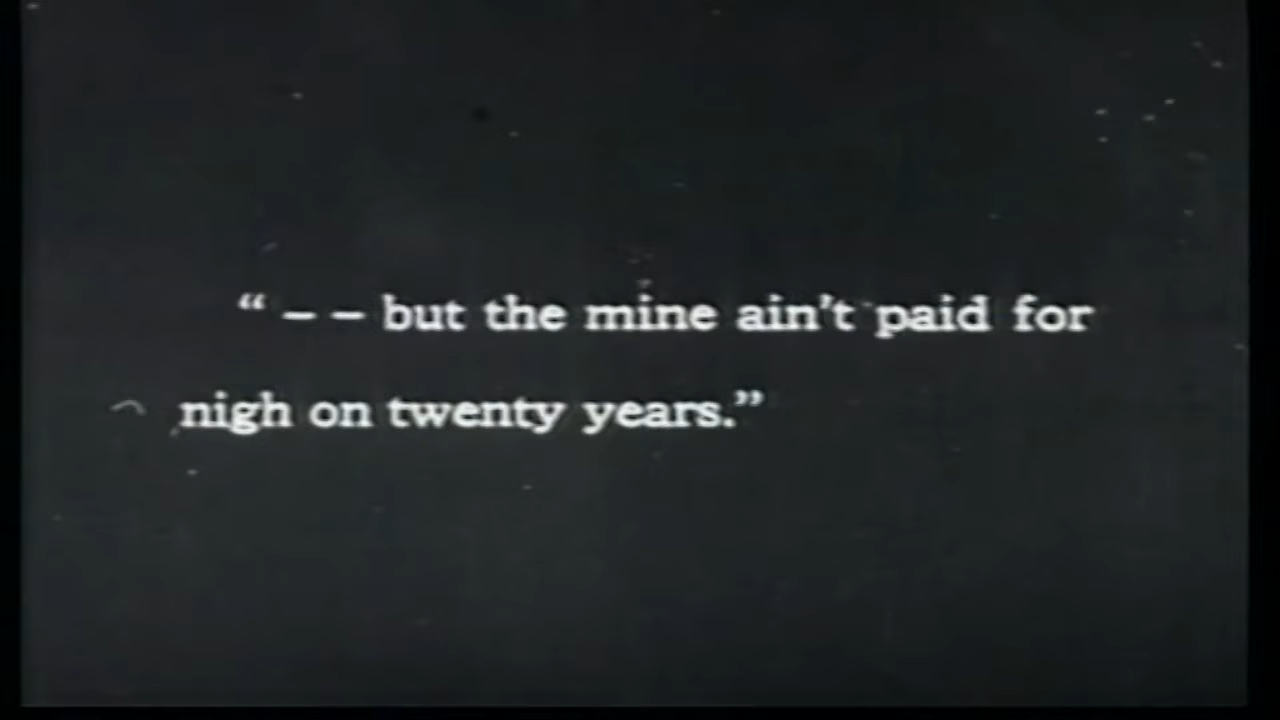 “ – – but the mine ain't paid for
nigh on twenty years.”